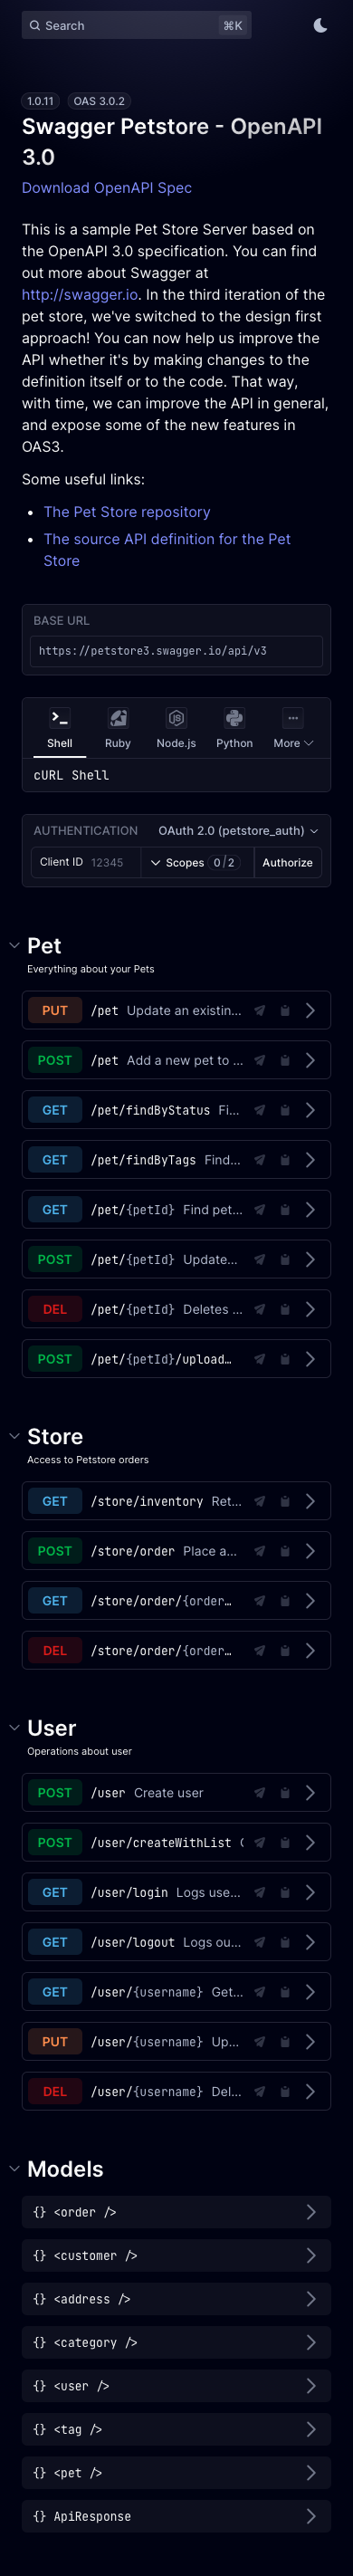 Search ⌘K
1.0.11 OAS 3.0.2
Swagger Petstore - OpenAPI
3.0
Download OpenAPI Spec
This is a sample Pet Store Server based on
the OpenAPI 3.0 specification. You can find
out more about Swagger at
http://swagger.io. In the third iteration of the
pet store, we've switched to the design first
approach! You can now help us improve the
API whether it's by making changes to the
definition itself or to the code. That way,
with time, we can improve the API in general,
and expose some of the new features in
OAS3.
Some useful links:
• The Pet Store repository
• The source API definition for the Pet
Store
BASE URL
https://petstore3.swagger.io/api/v3
Shell Ruby Node.js Python More
cURL Shell
AUTHENTICATION OAuth 2.0 (petstore_auth)
Client ID 12345 Scopes 0/2 Authorize
Pet
Everything about your Pets
PUT /pet Update an existin...
POST /pet Add a new pet to ...
GET /pet/findByStatus Fi...
GET /pet/findByTags Find...
GET /pet/{petId} Find pet...
POST /pet/{petId} Update...
DEL /pet/{petId} Deletes ...
POST /pet/{petId}/upload…
Store
Access to Petstore orders
GET /store/inventory Ret...
POST /store/order Place a...
GET /store/order/{order…
DEL /store/order/{order…
User
Operations about user
POST /user Create user
POST /user/createWithList
GET /user/login Logs use...
GET /user/logout Logs ou...
GET /user/{username} Get...
PUT /user/{username} Up...
DEL /user/{username} Del...
Models
{} <order />
{} <customer />
{} <address />
{} <category />
{} <user />
{} <tag />
{} <pet />
{} ApiResponse